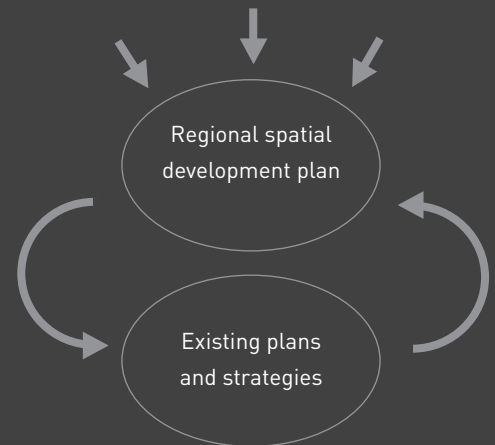 Regional spatial
development plan
Existing plans
and strategies